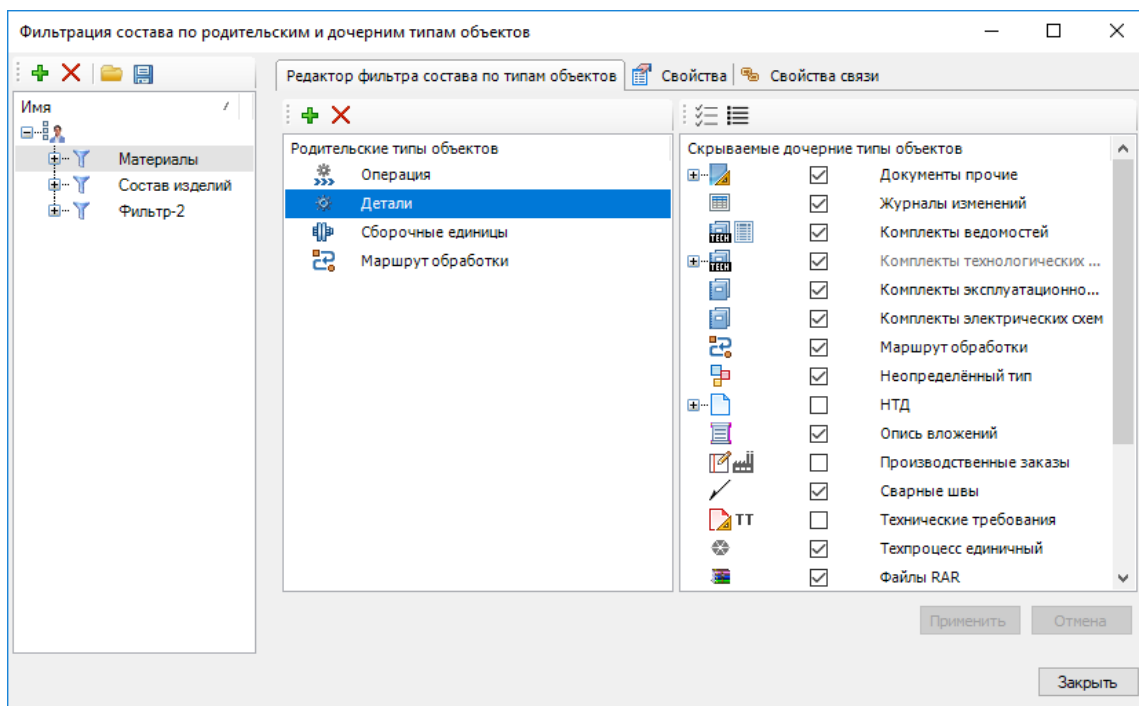 Фильтрация состава по родительским и дочерним типам объектов
Редактор фильтра состава по типам объектов
Свойства
Свойства связи
Имя
Материалы
Состав изделий
Фильтр-2
Родительские типы объектов
Операция
Детали
Сборочные единицы
Маршрут обработки
Скрываемые дочерние типы объектов
Документы прочие
Журналы изменений
Комплекты ведомостей
Комплекты технологических ...
Комплекты эксплуатационно...
Комплекты электрических схем
Маршрут обработки
Неопределённый тип
НТД
Опись вложений
Производственные заказы
Сварные швы
ТТ
Технические требования
Техпроцесс единичный
Файлы RAR
TECH
TECH
Применить
Отмена
Закрыть